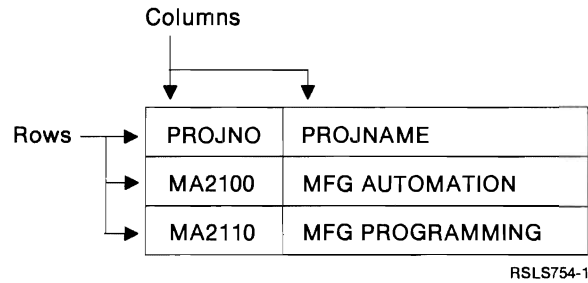 Columns
Rows PROJNO PROJNAME
MA2100 MFG AUTOMATION
MA2110 MFG PROGRAMMING
RSLS754-1